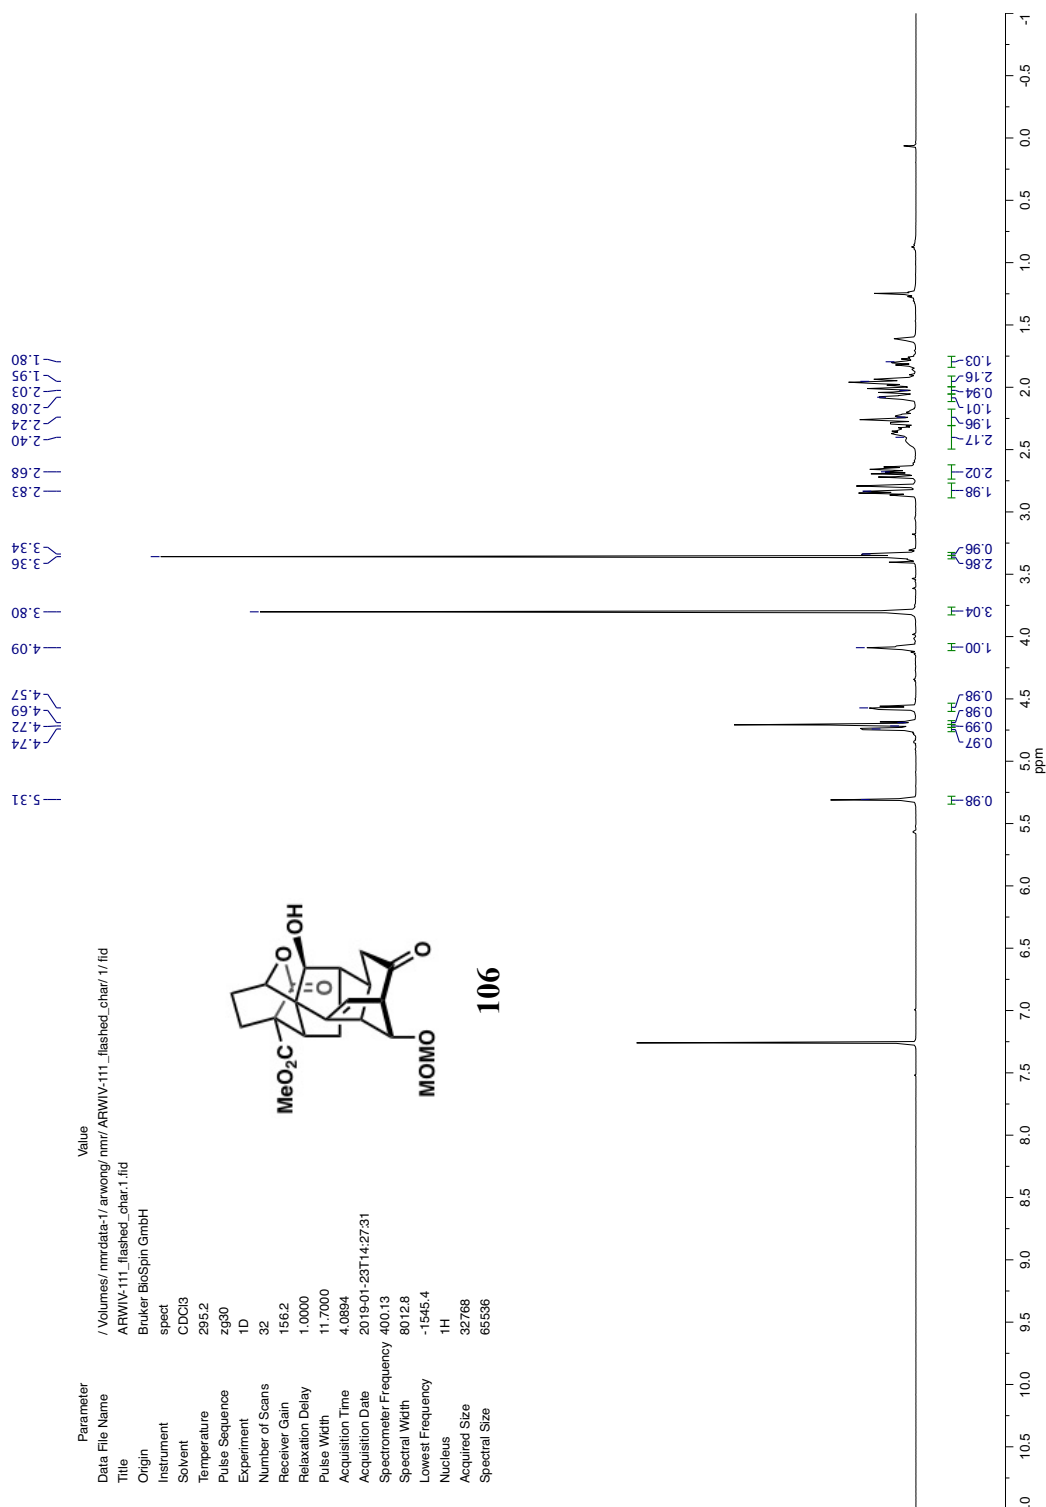 Parameter Value
Data File Name / Volumes/ nmrdata-1/ arwong/ nmr/ ARWIV-111_flashed_char/ 1/ fid
Title ARWIV-111_flashed_char.1.fid
Origin Bruker BioSpin GmbH
Instrument spect
Solvent CDCl3
Temperature 295.2
Pulse Sequence zg30
Experiment 1D
Number of Scans 32
Receiver Gain 156.2
Relaxation Delay 1.0000
Pulse Width 11.7000
Acquisition Time 4.0894
Acquisition Date 2019-01-23T14:27:31
Spectrometer Frequency 400.13
Spectral Width 8012.8
Lowest Frequency -1545.4
Nucleus 1H
Acquired Size 32768
Spectral Size 65536
MeO₂C
O
OH
O
O
MOMO
106
5.31
4.74
4.72
4.69
4.57
4.09
3.80
3.36
3.34
2.83
2.68
2.40
2.24
2.08
2.03
1.95
1.80
0.98
0.97
0.99
0.98
0.98
1.00
3.04
2.86
0.96
1.98
2.02
2.17
1.96
1.01
0.94
2.16
1.03
.0 10.5 10.0 9.5 9.0 8.5 8.0 7.5 7.0 6.5 6.0 5.5 5.0 4.5 4.0 3.5 3.0 2.5 2.0 1.5 1.0 0.5 0.0 -0.5 -1
ppm